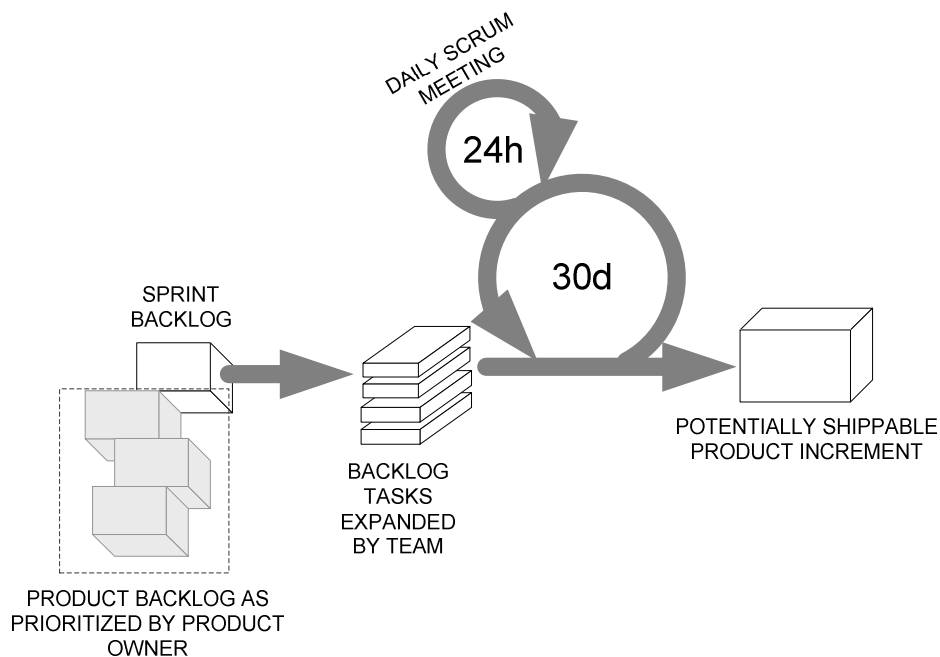 DAILY SCRUM
MEETING
24h
30d
SPRINT
BACKLOG
POTENTIALLY SHIPPABLE
PRODUCT INCREMENT
BACKLOG
TASKS
EXPANDED
BY TEAM
PRODUCT BACKLOG AS
PRIORITIZED BY PRODUCT
OWNER